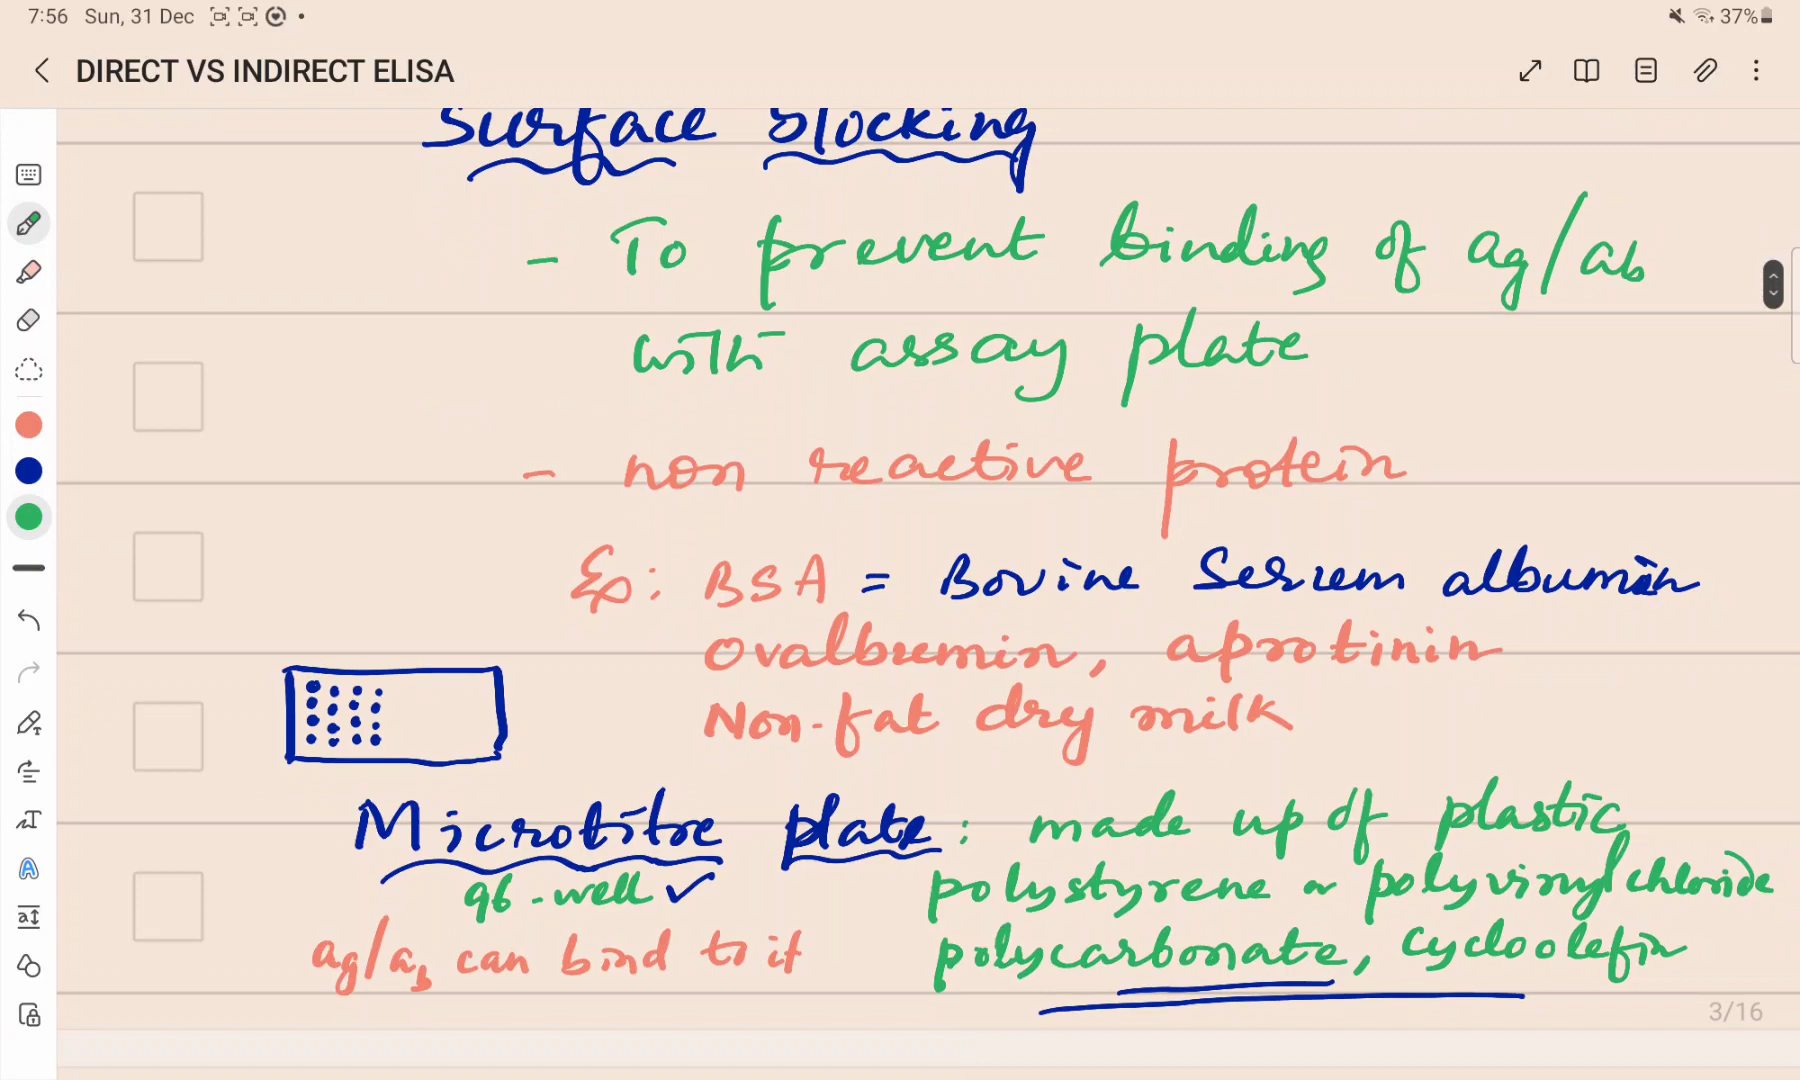 7:56 Sun, 31 Dec
37%
DIRECT VS INDIRECT ELISA
Surface blocking
- To prevent binding of ag/ab
with assay plate
- non reactive protein
Ex: BSA = Bovine Serum albumin
Ovalbumin, aprotinin
Non-fat dry milk
Microtitre plate : made up of plastic,
96-well ✓ polystyrene or polyvinylchloride
ag/ab can bind to it polycarbonate, cycloolefin
3/16